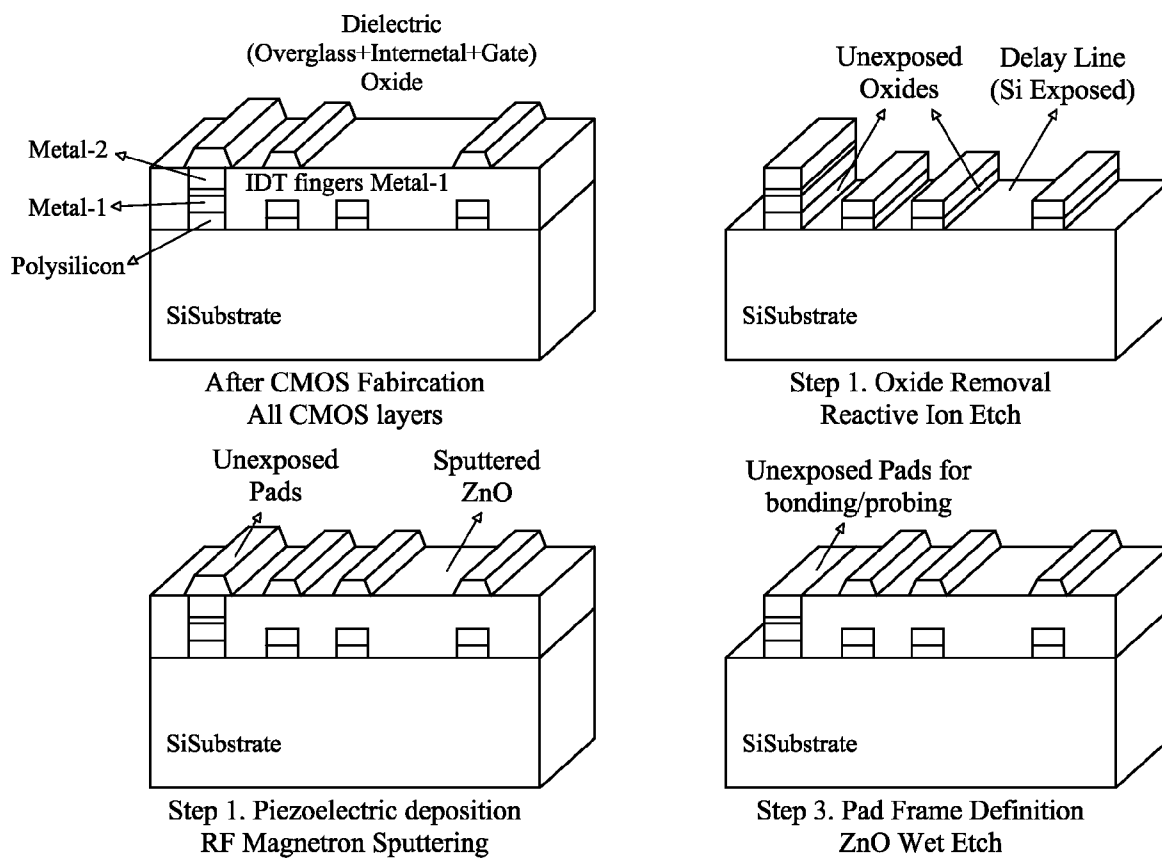 Dielectric
(Overglass+Internetal+Gate)
Oxide
Metal-2
IDT fingers Metal-1
Metal-1
Polysilicon
SiSubstrate
After CMOS Fabircation
All CMOS layers
Unexposed
Oxides
Delay Line
(Si Exposed)
SiSubstrate
Step 1. Oxide Removal
Reactive Ion Etch
Unexposed
Pads
Sputtered
ZnO
SiSubstrate
Step 1. Piezoelectric deposition
RF Magnetron Sputtering
Unexposed Pads for
bonding/probing
SiSubstrate
Step 3. Pad Frame Definition
ZnO Wet Etch